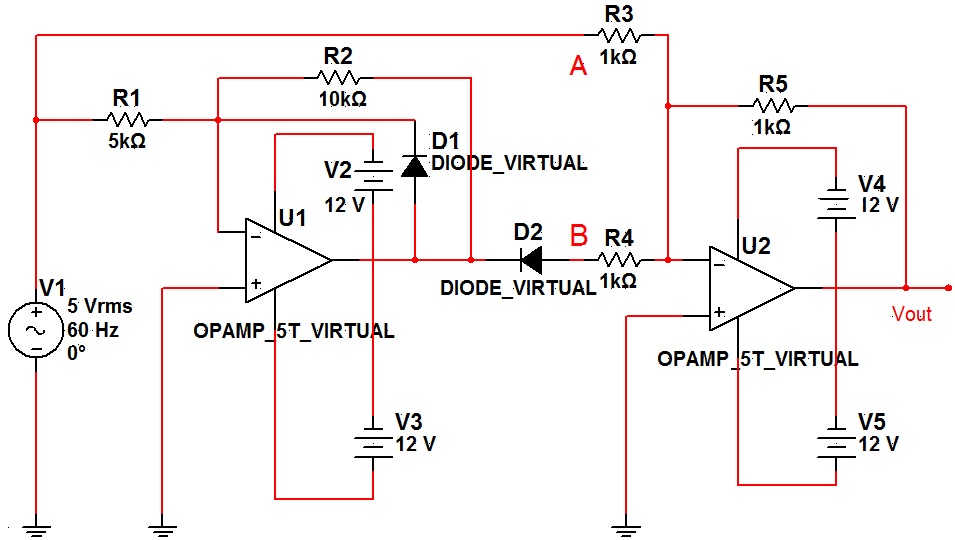 R3
A
1kΩ
R2
10kΩ
R5
1kΩ
R1
5kΩ
D1
DIODE_VIRTUAL
V2
12 V
V4
12 V
U1
D2
B
R4
1kΩ
DIODE_VIRTUAL
U2
V1
5 Vrms
60 Hz
0°
OPAMP_5T_VIRTUAL
Vout
OPAMP_5T_VIRTUAL
V3
12 V
V5
12 V